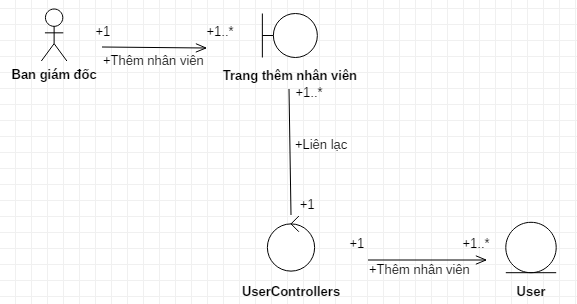 +1
+1..*
+Thêm nhân viên
Ban giám đốc
Trang thêm nhân viên
+1..*
+Liên lạc
+1
+1
+1..*
+Thêm nhân viên
UserControllers
User